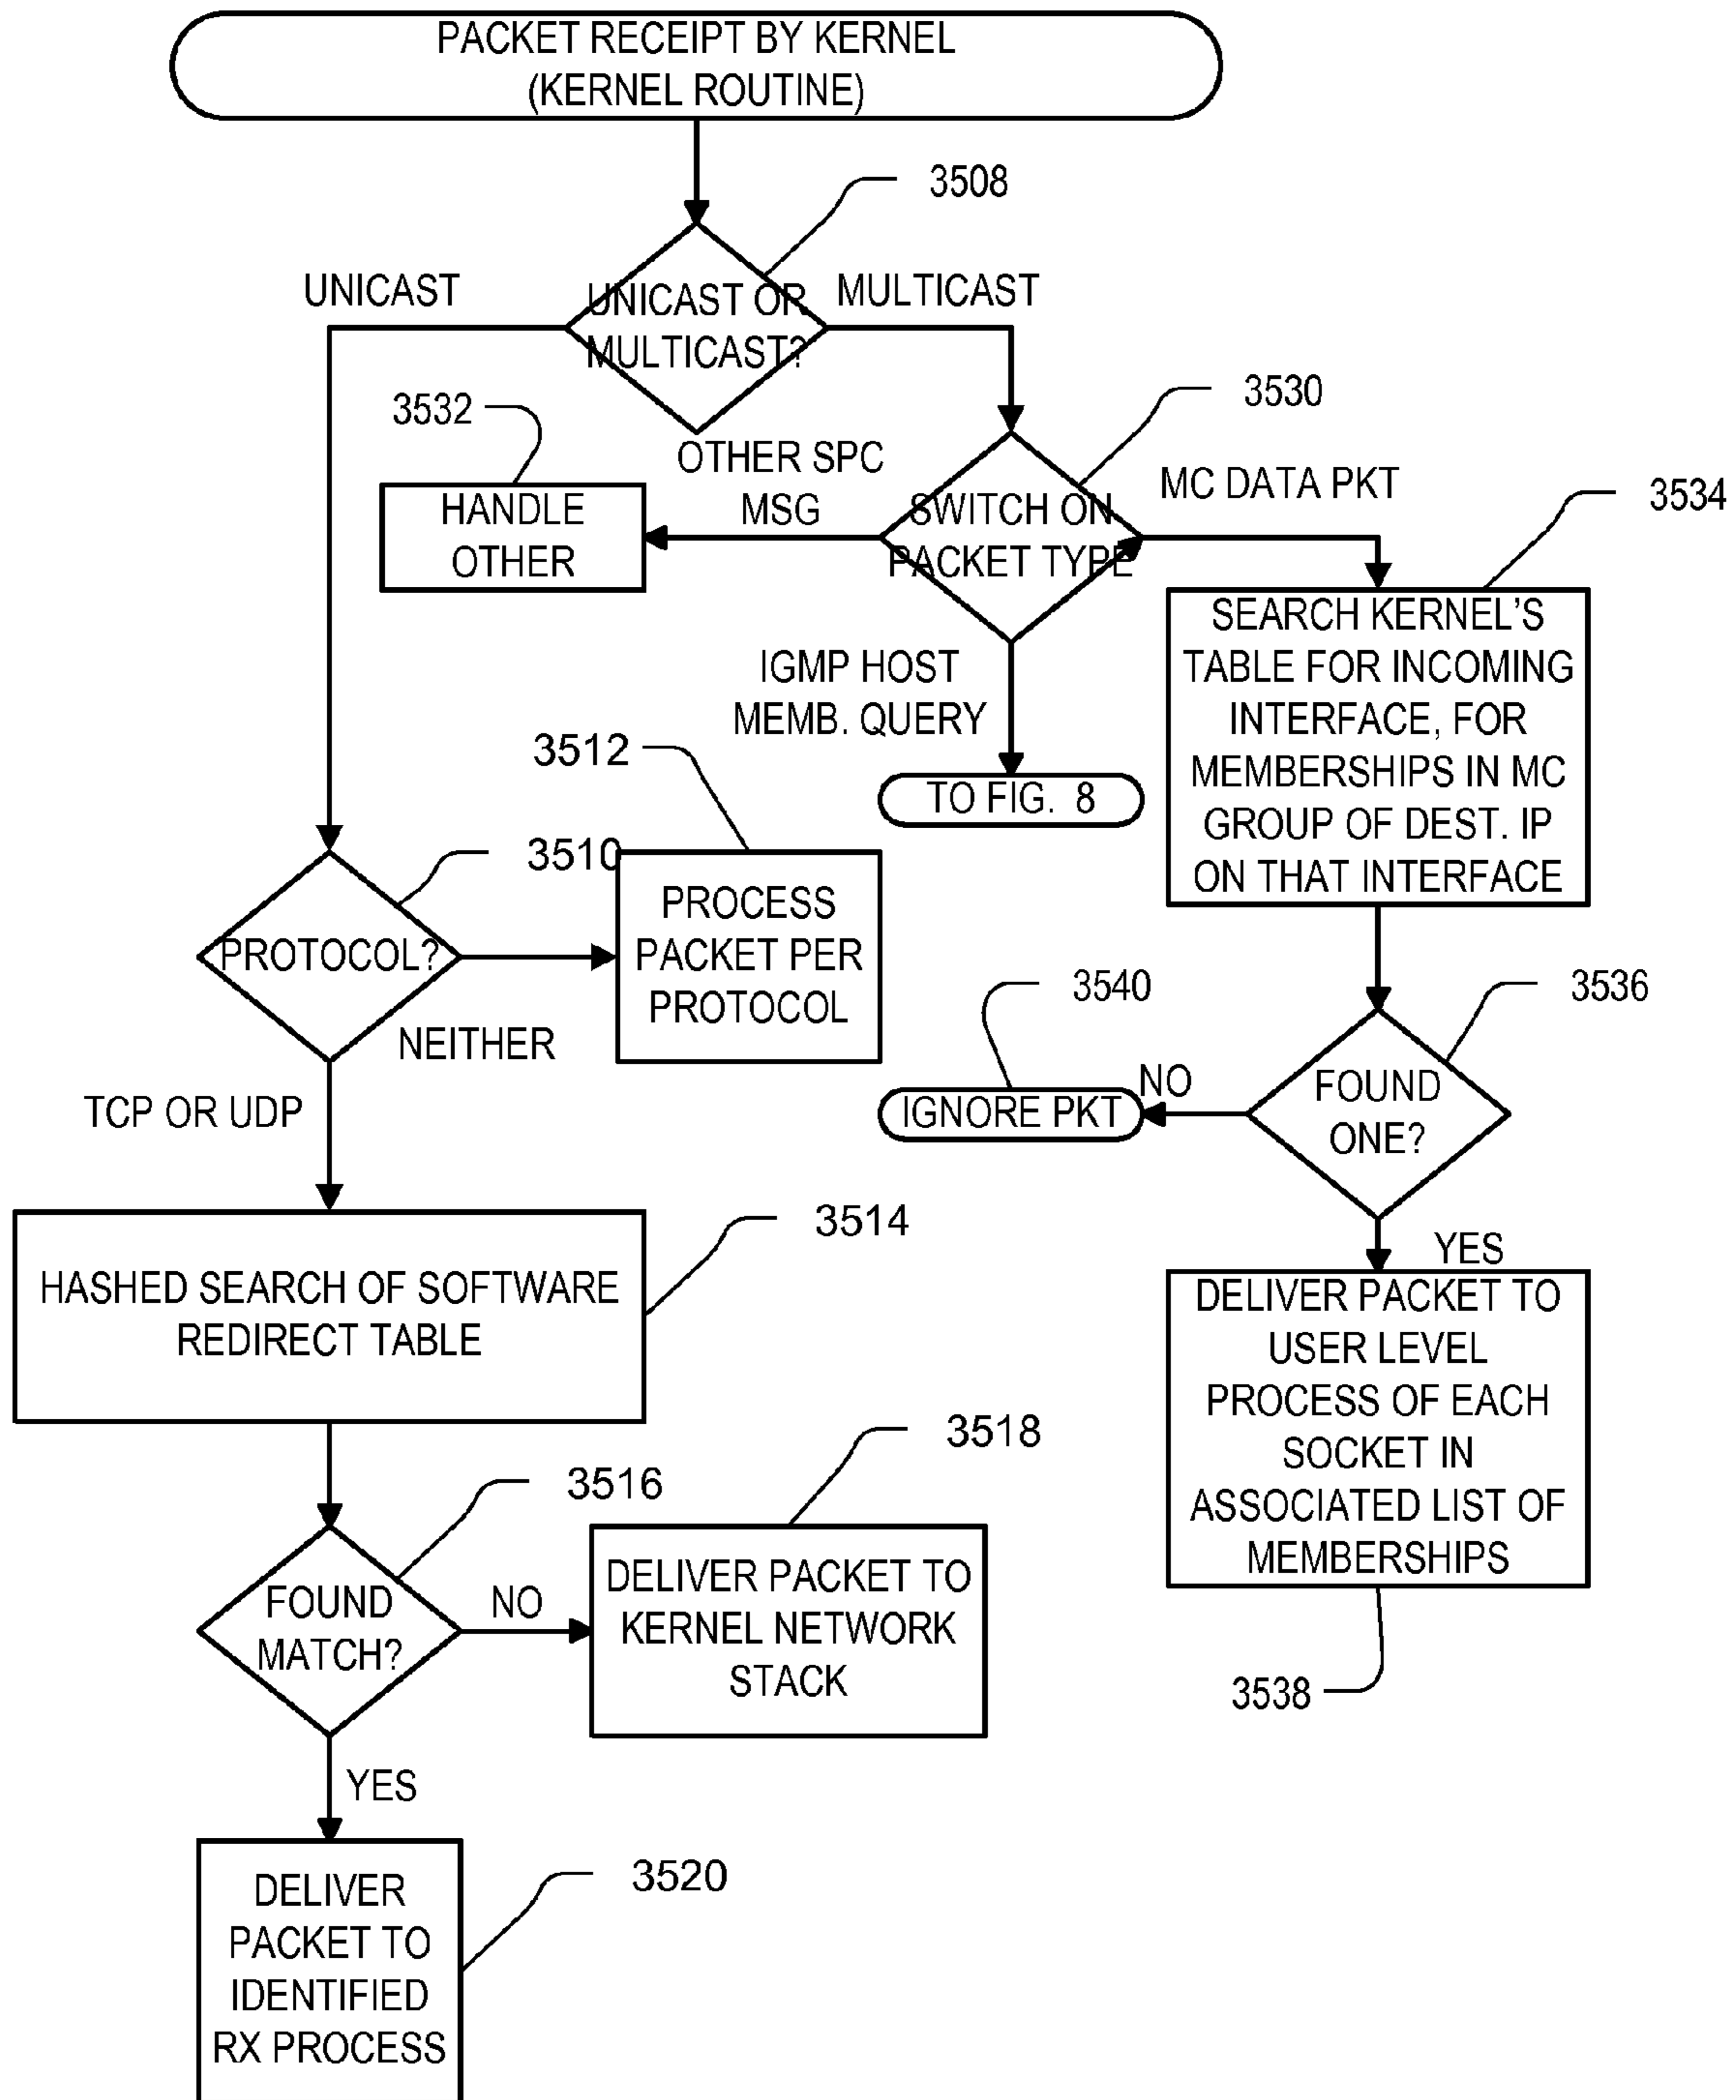 PACKET RECEIPT BY KERNEL
(KERNEL ROUTINE)
3508
UNICAST
UNICAST OR
MULTICAST?
MULTICAST
3532
3530
OTHER SPC
MSG
HANDLE
OTHER
SWITCH ON
PACKET TYPE
MC DATA PKT
3534
IGMP HOST
MEMB. QUERY
TO FIG. 8
SEARCH KERNEL'S
TABLE FOR INCOMING
INTERFACE, FOR
MEMBERSHIPS IN MC
GROUP OF DEST. IP
ON THAT INTERFACE
3512
3510
PROTOCOL?
PROCESS
PACKET PER
PROTOCOL
NEITHER
TCP OR UDP
3540
3536
IGNORE PKT
NO
FOUND
ONE?
YES
3514
HASHED SEARCH OF SOFTWARE
REDIRECT TABLE
DELIVER PACKET TO
USER LEVEL
PROCESS OF EACH
SOCKET IN
ASSOCIATED LIST OF
MEMBERSHIPS
3538
3516
3518
FOUND
MATCH?
NO
DELIVER PACKET TO
KERNEL NETWORK
STACK
YES
3520
DELIVER
PACKET TO
IDENTIFIED
RX PROCESS